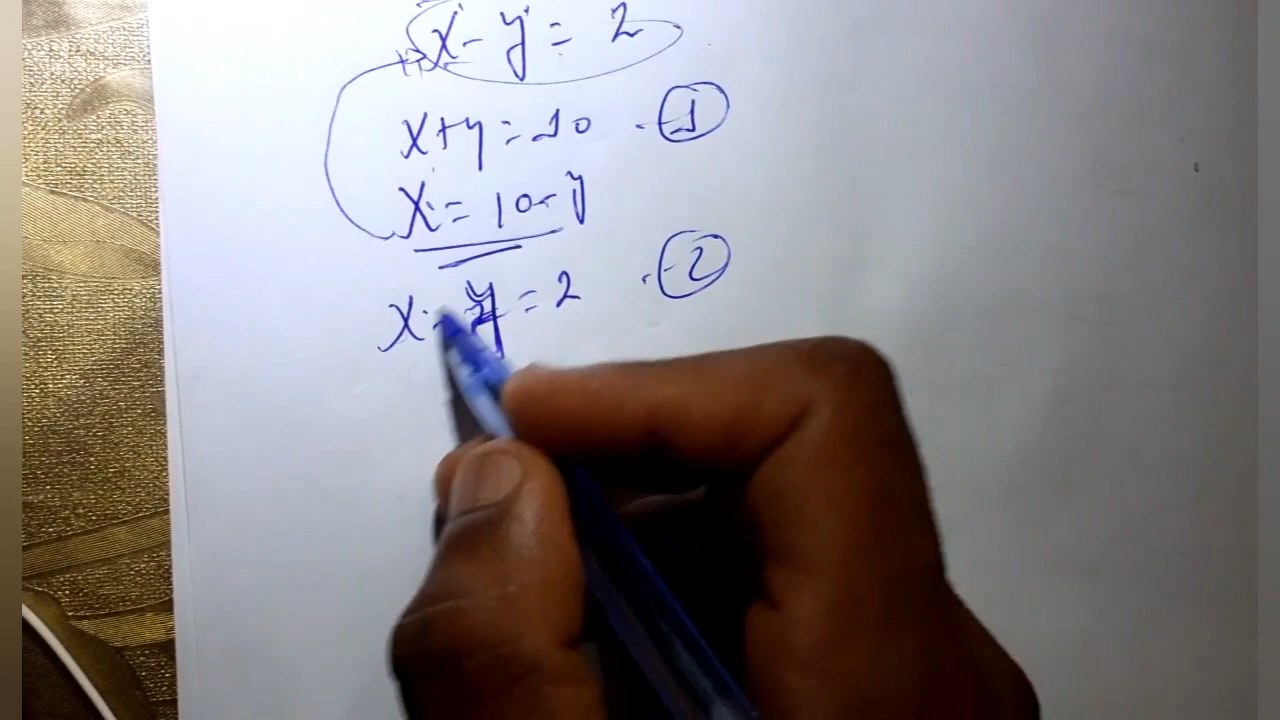 x - y = 2
x + y = 10 - ①
x = 10 - y
x - y = 2 - ②